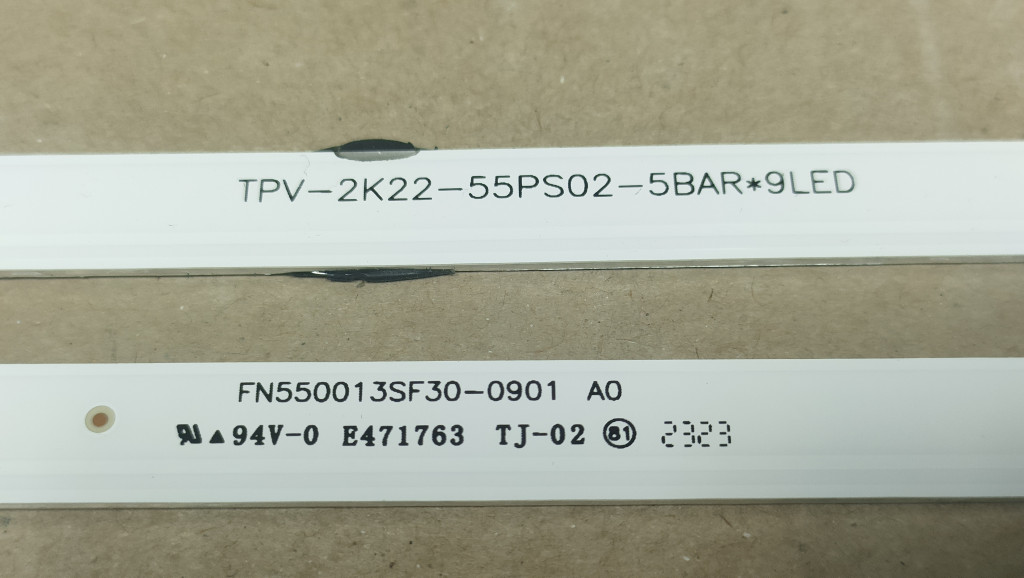 TPV-2K22-55PS02-5BAR*9LED
FN550013SF30-0901 A0
▲ 94V-0 E471763 TJ-02 81 2323